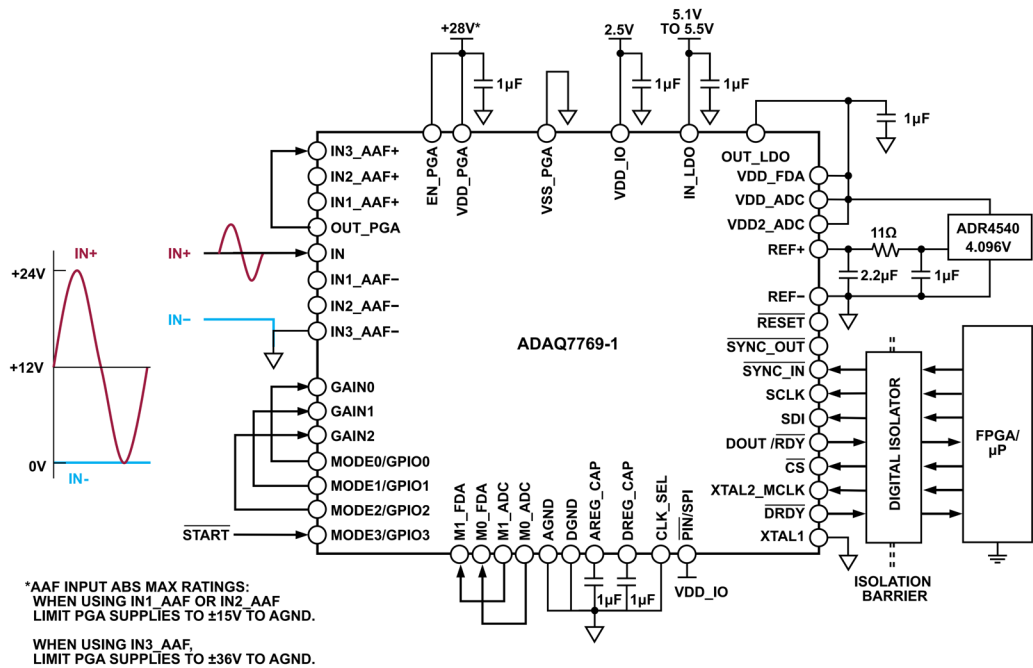 +28V*
2.5V
5.1V
TO 5.5V
1µF
1µF
1µF
1µF
EN_PGA
VDD_PGA
VSS_PGA
VDD_IO
IN_LDO
OUT_LDO
IN3_AAF+
IN2_AAF+
IN1_AAF+
OUT_PGA
IN
IN1_AAF−
IN2_AAF−
IN3_AAF−
GAIN0
GAIN1
GAIN2
MODE0/GPIO0
MODE1/GPIO1
MODE2/GPIO2
MODE3/GPIO3
START
IN+
IN−
IN+
+24V
+12V
0V
IN-
ADAQ7769-1
VDD_FDA
VDD_ADC
VDD2_ADC
REF+
REF−
RESET
SYNC_OUT
SYNC_IN
SCLK
SDI
DOUT /RDY
CS
XTAL2_MCLK
DRDY
XTAL1
11Ω
2.2µF
1µF
ADR4540
4.096V
DIGITAL ISOLATOR
FPGA/
µP
ISOLATION
BARRIER
M1_FDA
M0_FDA
M1_ADC
M0_ADC
AGND
DGND
AREG_CAP
DREG_CAP
CLK_SEL
PIN/SPI
1µF
1µF
VDD_IO
*AAF INPUT ABS MAX RATINGS:
WHEN USING IN1_AAF OR IN2_AAF
LIMIT PGA SUPPLIES TO ±15V TO AGND.
WHEN USING IN3_AAF,
LIMIT PGA SUPPLIES TO ±36V TO AGND.